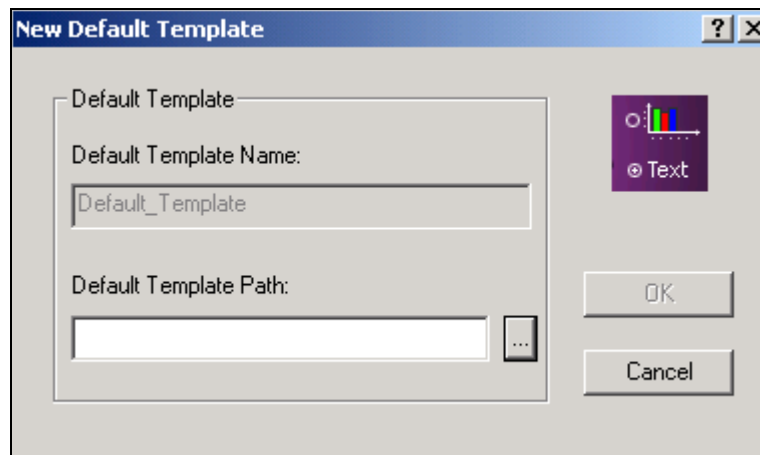 New Default Template
Default Template
Default Template Name:
Default_Template
Text
Default Template Path:
...
OK
Cancel